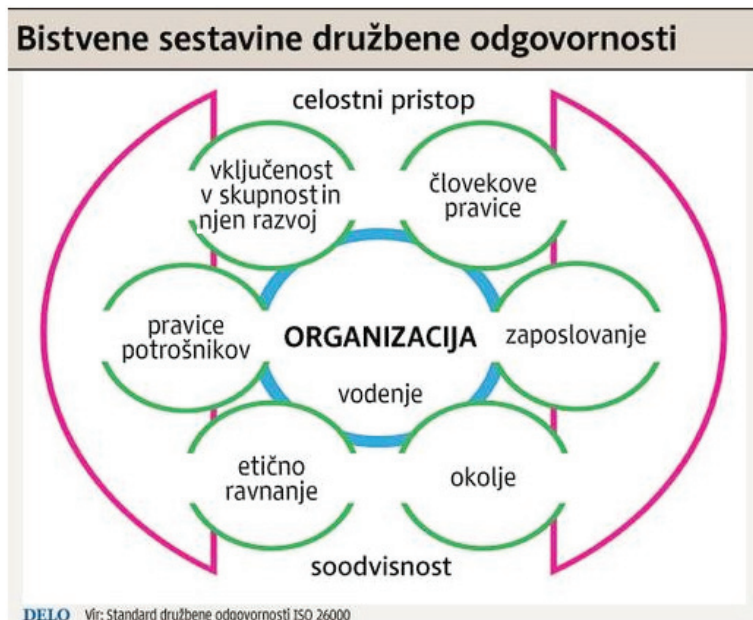 Bistvene sestavine družbene odgovornosti
celostni pristop
vključenost
v skupnost in
njen razvoj
človekove
pravice
pravice
potrošnikov
ORGANIZACIJA
zaposlovanje
vodenje
etično
ravnanje
okolje
soodvisnost
DELO Vir: Standard družbene odgovornosti ISO 26000